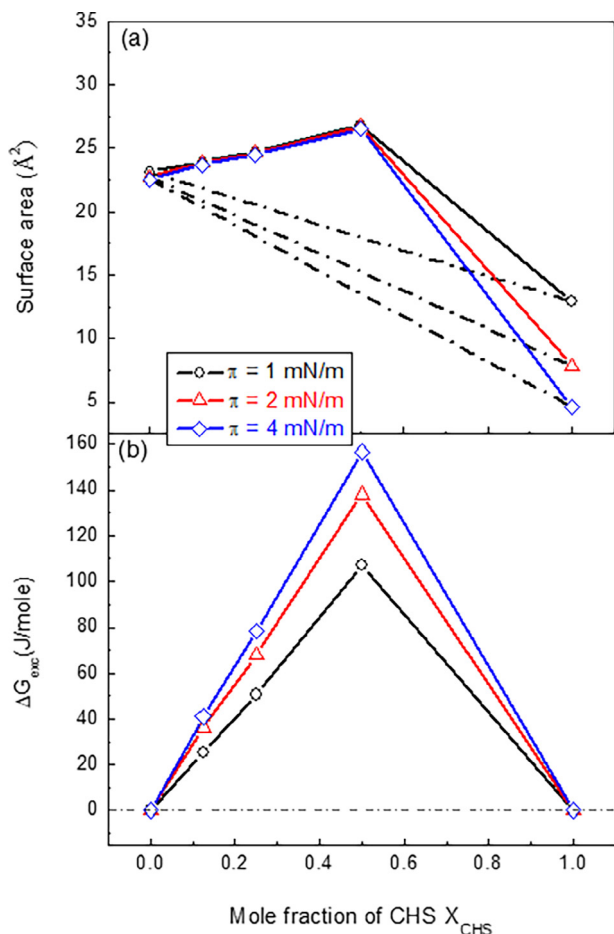 (a)
35
30
25
20
15
10
5
Surface area (Å²)
π = 1 mN/m
π = 2 mN/m
π = 4 mN/m
(b)
160
140
120
100
80
60
40
20
0
ΔG_exc(J/mole)
0.0 0.2 0.4 0.6 0.8 1.0
Mole fraction of CHS X_CHS